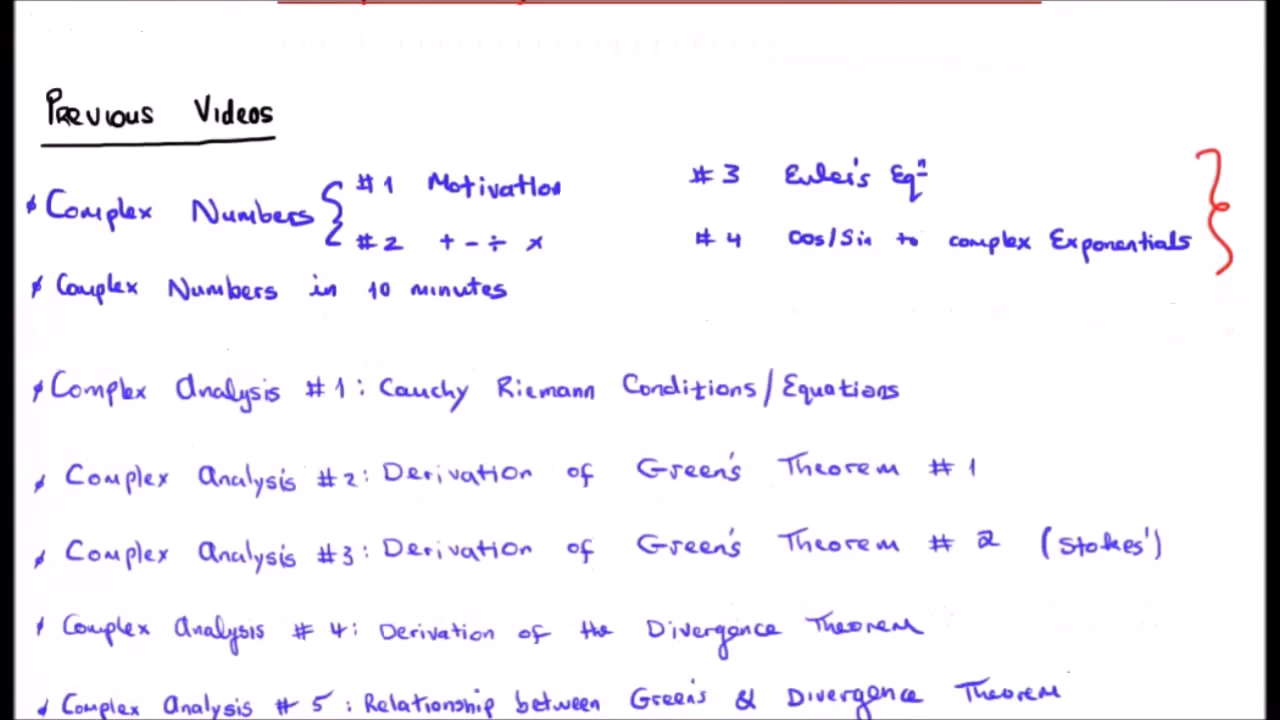 Previous Videos
Complex Numbers { #1 Motivation #3 Euler's Eqn
#2 + - ÷ x #4 Cos/Sin to complex Exponentials
Complex Numbers in 10 minutes
Complex Analysis #1: Cauchy Riemann Conditions/Equations
Complex Analysis #2: Derivation of Green's Theorem #1
Complex Analysis #3: Derivation of Green's Theorem #2 (Stokes')
Complex Analysis #4: Derivation of the Divergence Theorem
Complex Analysis #5: Relationship between Green's & Divergence Theorem